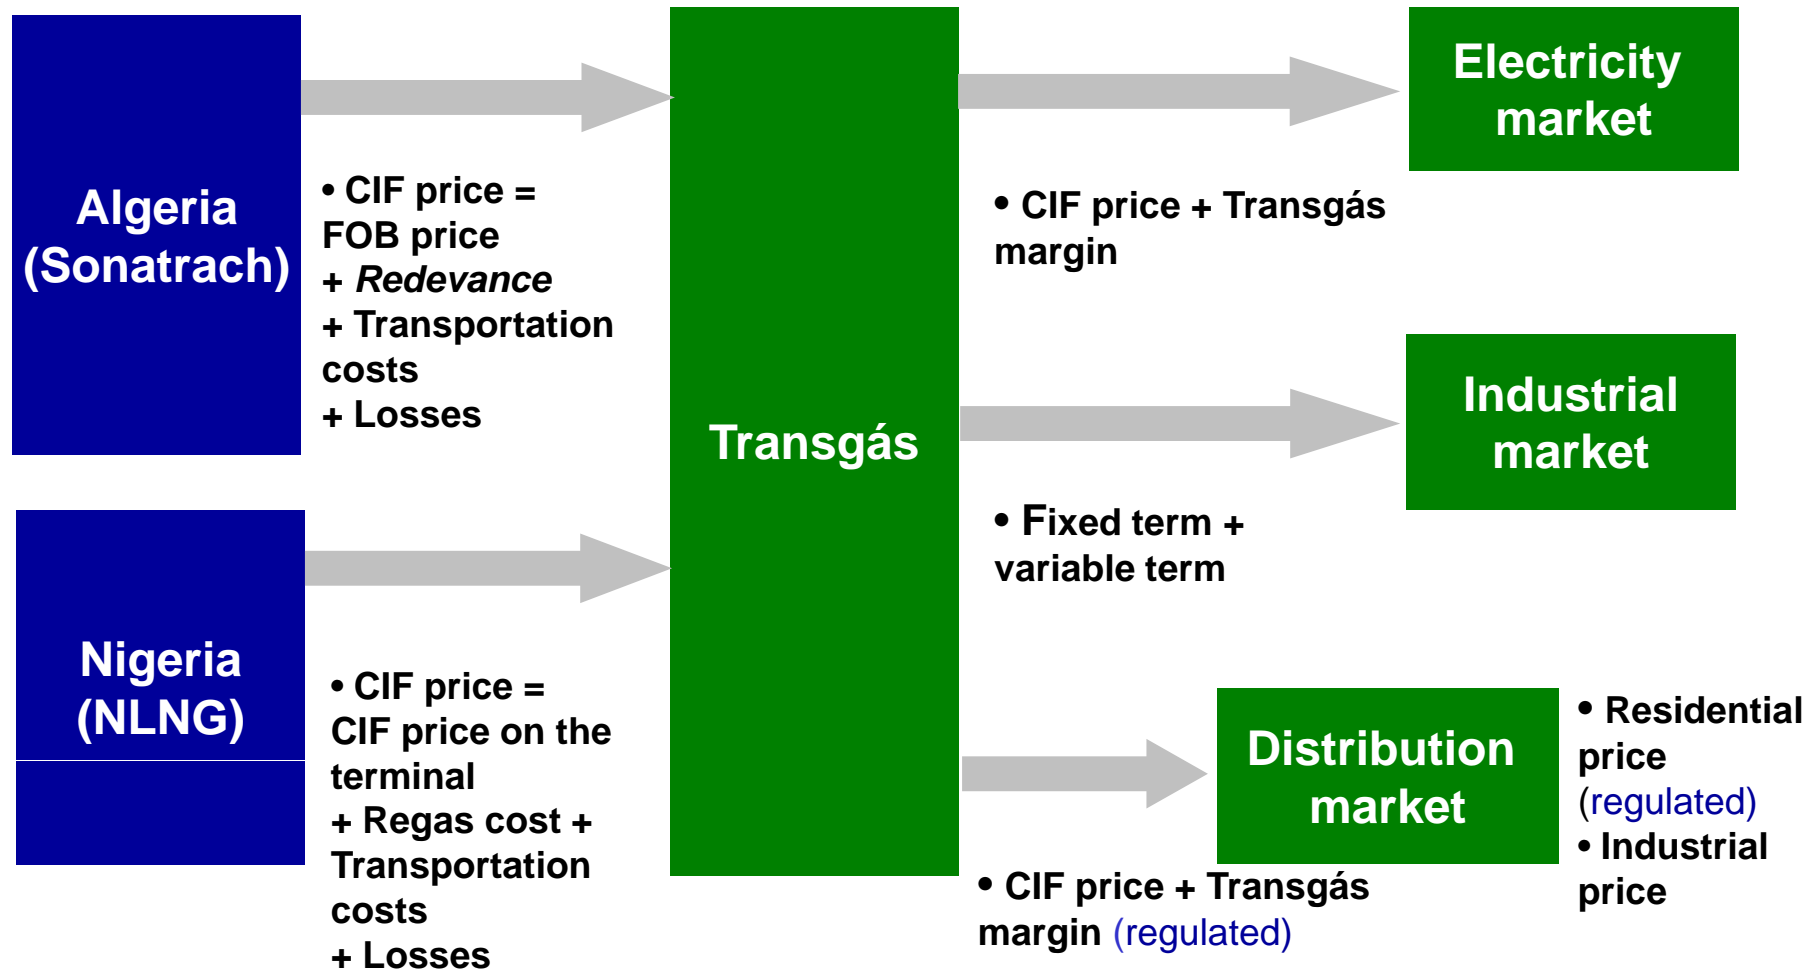 Algeria
(Sonatrach)
• CIF price =
FOB price
+ Redevance
+ Transportation
costs
+ Losses
Nigeria
(NLNG)
• CIF price =
CIF price on the
terminal
+ Regas cost +
Transportation
costs
+ Losses
Transgás
Electricity
market
• CIF price + Transgás
margin
Industrial
market
• Fixed term +
variable term
Distribution
market
• CIF price + Transgás
margin (regulated)
• Residential
price
(regulated)
• Industrial
price